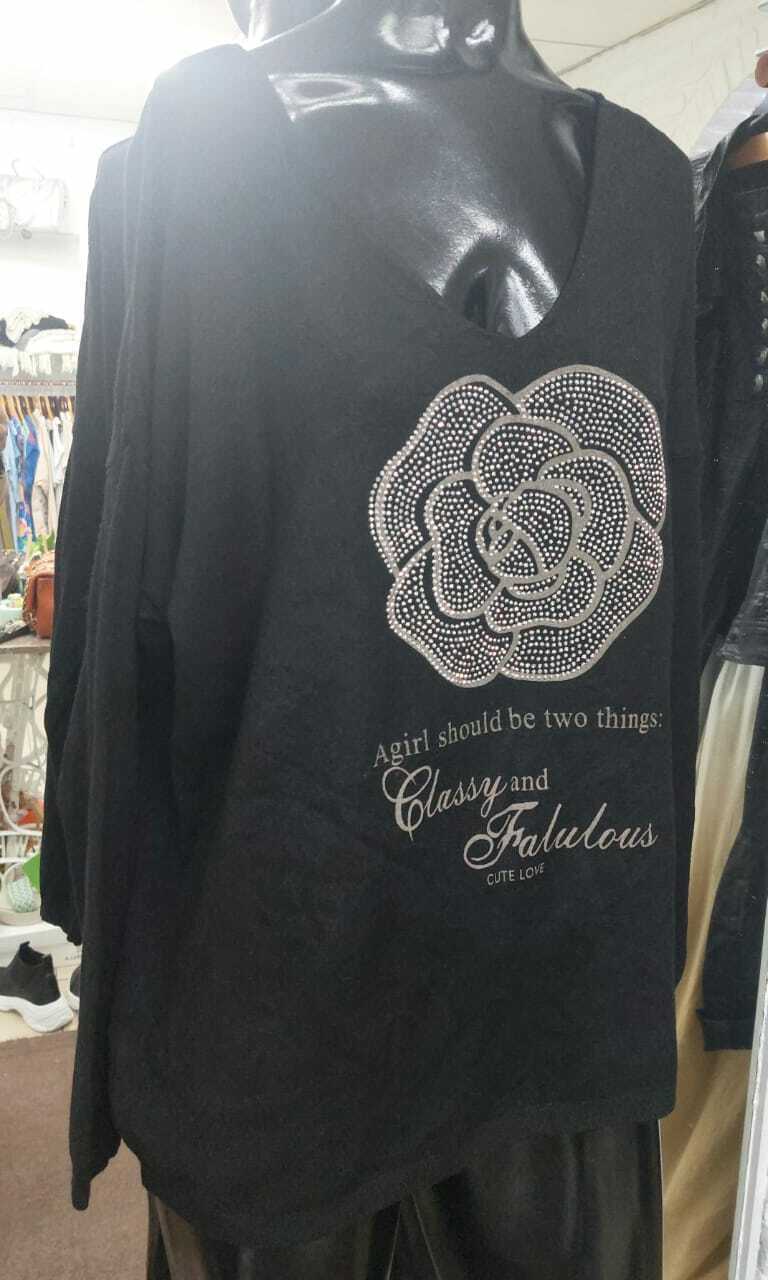 Agirl should be two things:
Classy and
Falulous
CUTE LOVE